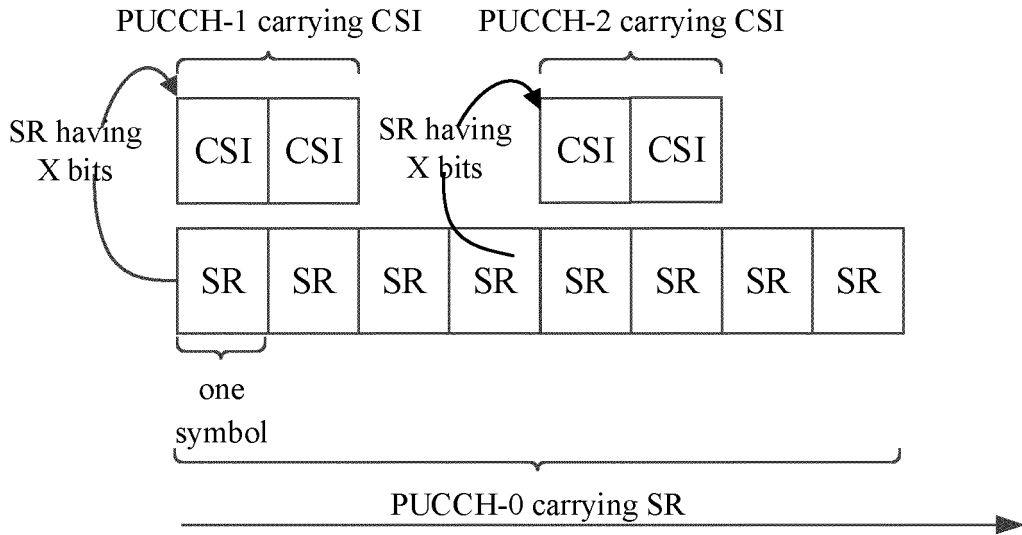 PUCCH-1 carrying CSI
PUCCH-2 carrying CSI
SR having
X bits
CSI CSI
SR having
X bits
CSI CSI
SR SR SR SR SR SR SR SR
one
symbol
PUCCH-0 carrying SR